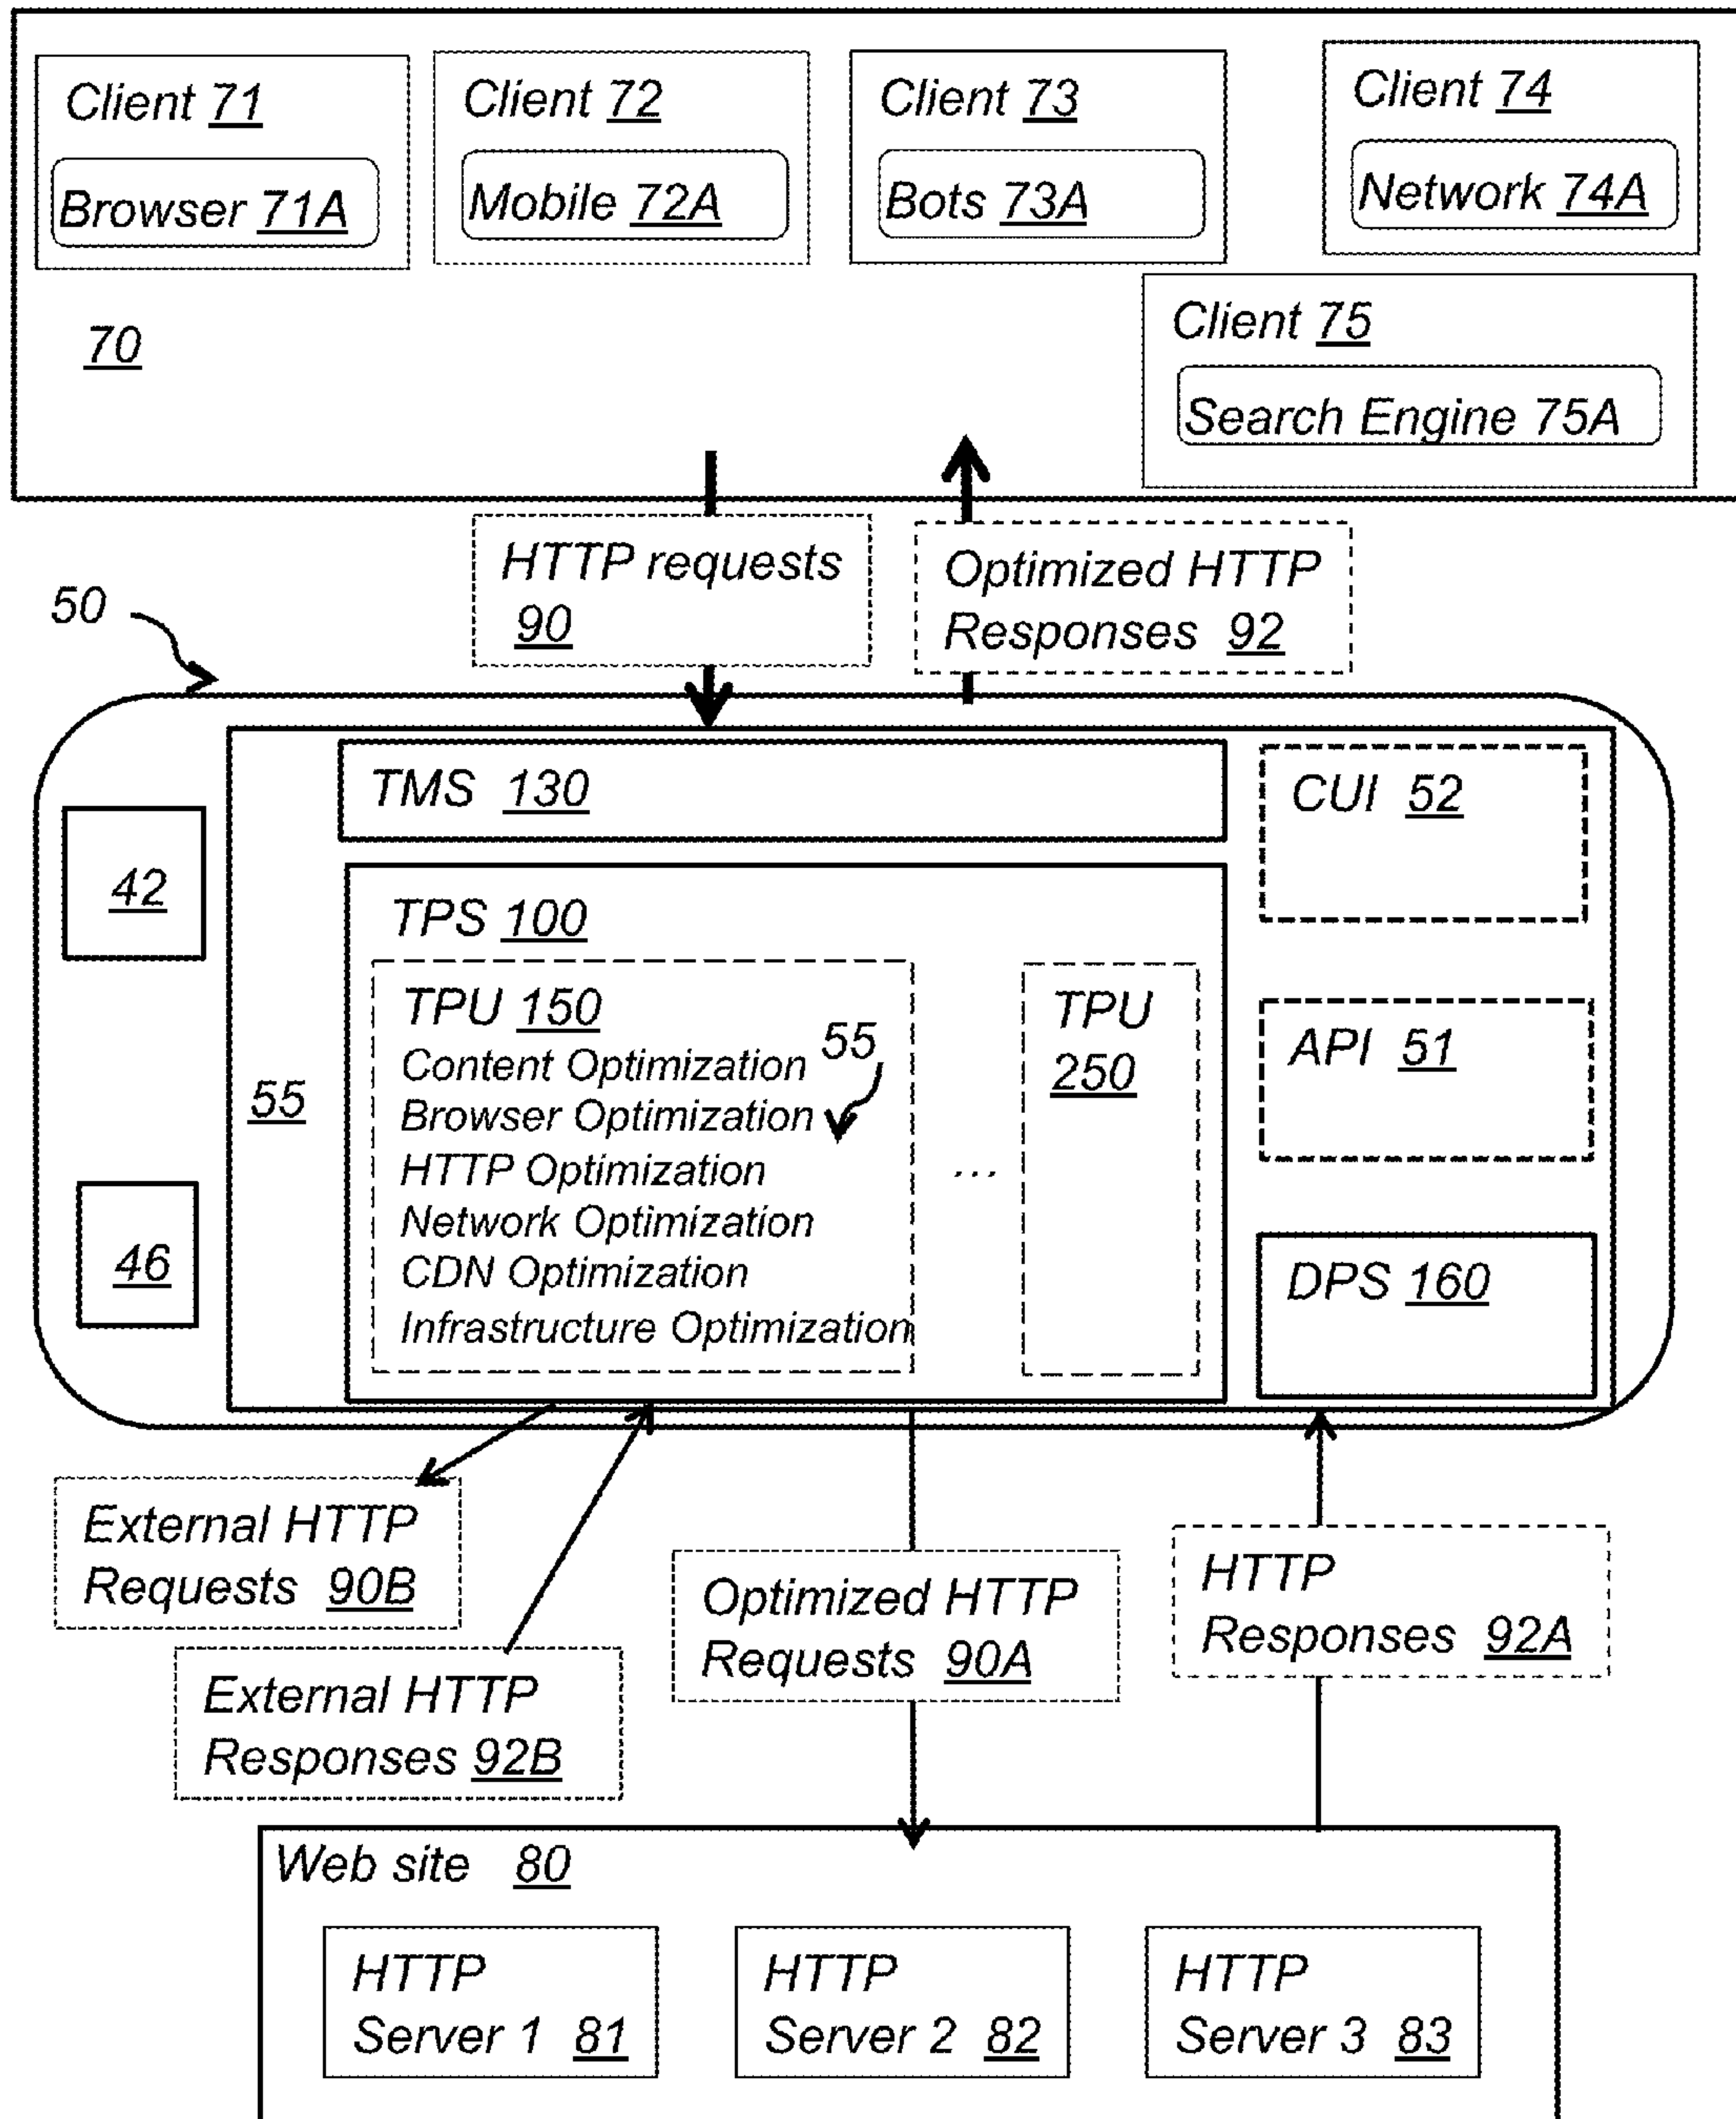 Client 71
Browser 71A
Client 72
Mobile 72A
Client 73
Bots 73A
Client 74
Network 74A
70
Client 75
Search Engine 75A
HTTP requests
90
Optimized HTTP
Responses 92
50
TMS 130
CUI 52
42
TPS 100
TPU 150
Content Optimization
55
Browser Optimization
HTTP Optimization
Network Optimization
CDN Optimization
Infrastructure Optimization
...
TPU
250
API 51
55
46
DPS 160
External HTTP
Requests 90B
External HTTP
Responses 92B
Optimized HTTP
Requests 90A
HTTP
Responses 92A
Web site 80
HTTP
Server 1 81
HTTP
Server 2 82
HTTP
Server 3 83